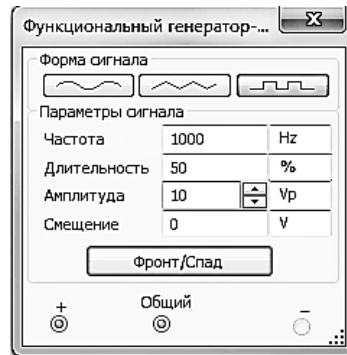 Функциональный генератор-...
Форма сигнала
Параметры сигнала
Частота 1000 Hz
Длительность 50 %
Амплитуда 10 Vp
Смещение 0 V
Фронт/Спад
+ Общий −